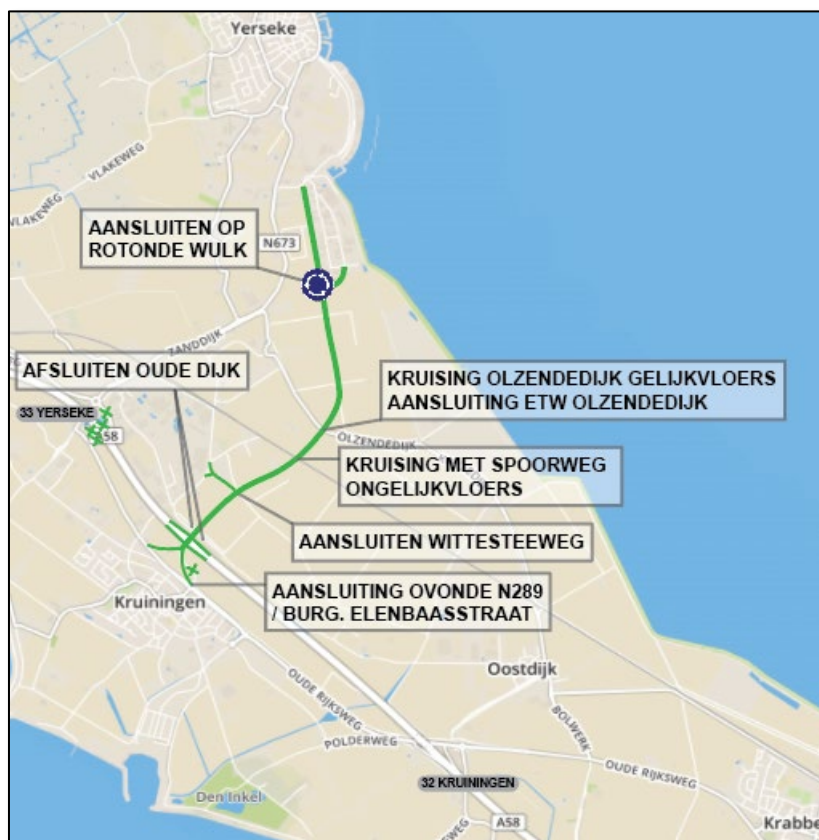 Yerseke
VLAKEWEG
VLAKEWEG
AANSLUITEN OP
ROTONDE WULK
N673
ZANDDIJK
AFSLUITEN OUDE DIJK
KRUISING OLZENDEDIJK GELIJKVLOERS
AANSLUITING ETW OLZENDEDIJK
33 YERSEKE
A58
OLZENDEDIJK
KRUISING MET SPOORWEG
ONGELIJKVLOERS
AANSLUITEN WITTESTEEWEG
AANSLUITING OVONDE N289
/ BURG. ELENBAASSTRAAT
Kruiningen
Oostdijk
OUDE RIJKSWEG
BOLWERK
POLDERWEG
OUDE RIJKSWEG
32 KRUININGEN
Den Inkel
A58
Krabbe